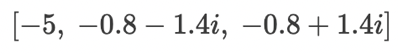 [−5, −0.8 − 1.4i, −0.8 + 1.4i]